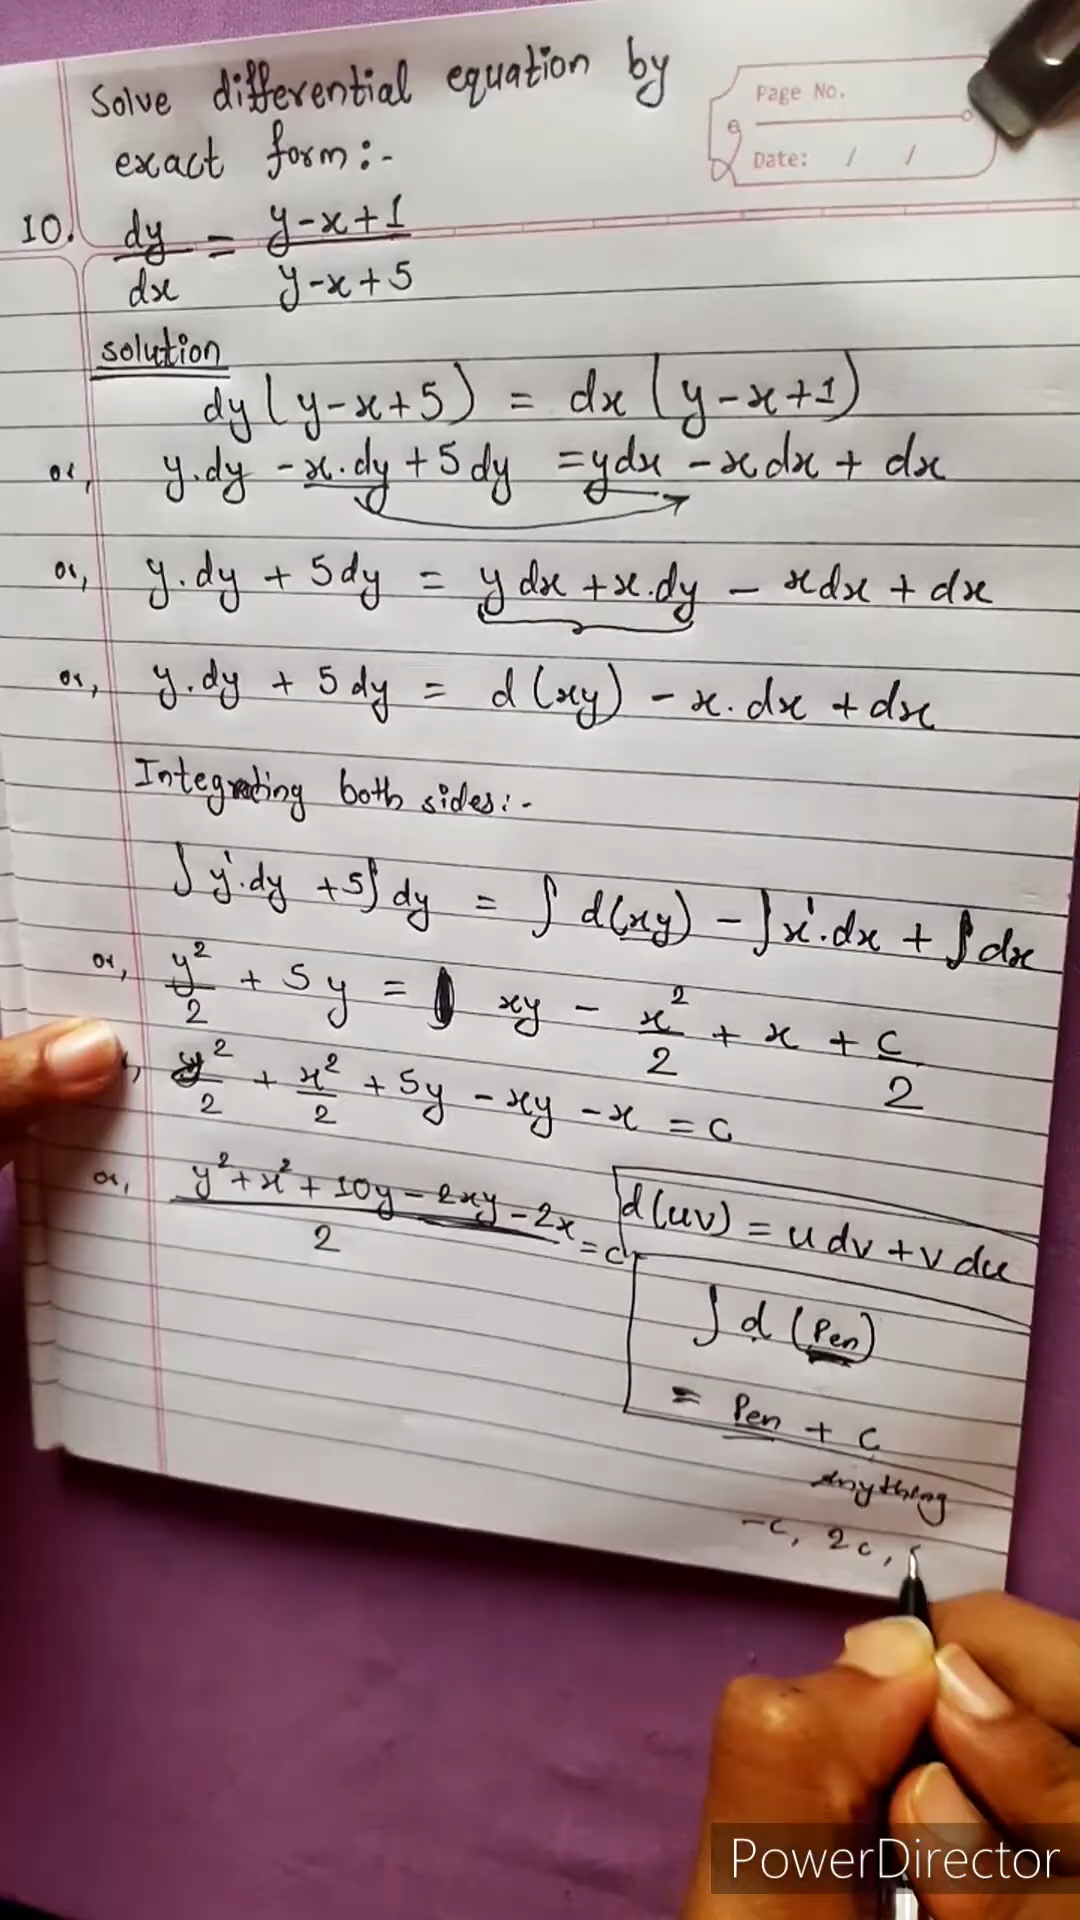 Solve differential equation by
exact form:-
Page No.
Date: / /
10. dy/dx = y-x+1/y-x+5
solution
dy(y-x+5) = dx(y-x+1)
or, y.dy - x.dy + 5dy = ydx - xdx + dx
or, y.dy + 5dy = ydx + x.dy - xdx + dx
or, y.dy + 5dy = d(xy) - x.dx + dx
Integrating both sides:-
∫y¹.dy + 5∫dy = ∫d(xy) - ∫x¹.dx + ∫dx
or, y²/2 + 5y = xy - x²/2 + x + c/2
, y²/2 + x²/2 + 5y - xy - x = c
or, y²+x²+10y-2xy-2x/2 = c
d(uv) = udv + vdu
∫d(Pen)
= Pen + c
Anything
-c, 2c,
PowerDirector